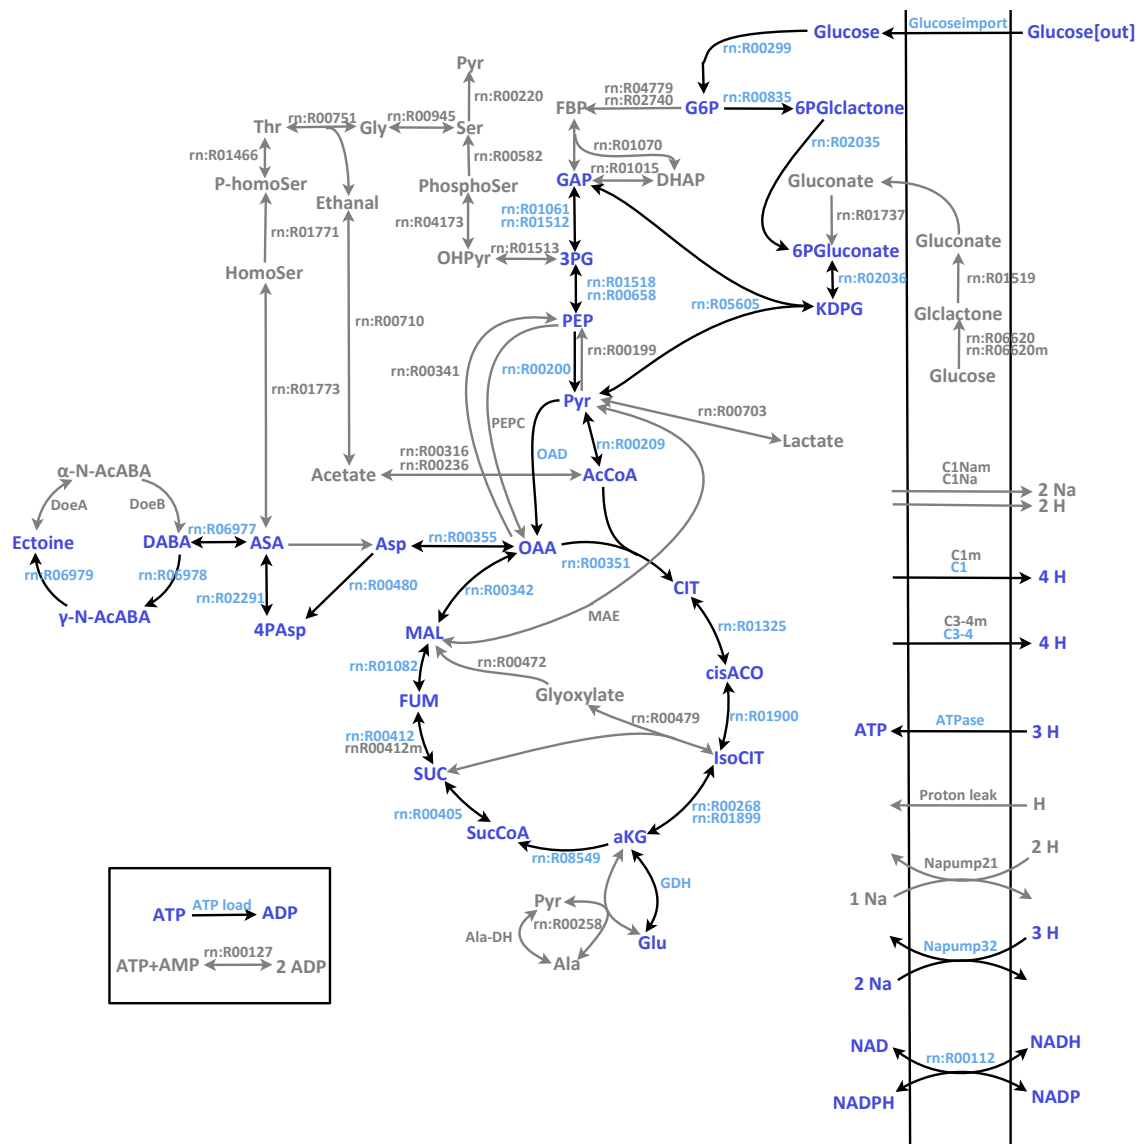 Glucoseimport
Glucose
Glucose[out]
rn:R00299
Pyr
rn:R04779
rn:R02740
rn:R00220
FBP
G6P
rn:R00835
6PGlclactone
rn:R00751
rn:R00945
Thr
Gly
Ser
rn:R02035
rn:R01070
rn:R01466
rn:R00582
rn:R01015
P-homoSer
PhosphoSer
GAP
DHAP
Gluconate
Ethanal
rn:R01061
rn:R01512
rn:R04173
rn:R01737
rn:R01771
Gluconate
rn:R01513
6PGluconate
OHPyr
3PG
HomoSer
rn:R01518
rn:R00658
rn:R02036
rn:R01519
rn:R05605
KDPG
Glclactone
PEP
rn:R00710
rn:R06620
rn:R06620m
rn:R00199
rn:R00341
rn:R00200
Glucose
rn:R01773
Pyr
rn:R00703
PEPC
Lactate
rn:R00316
rn:R00236
OAD
rn:R00209
α-N-AcABA
Acetate
AcCoA
C1Nam
C1Na
2 Na
2 H
DoeA
DoeB
rn:R06977
rn:R00355
Ectoine
DABA
ASA
Asp
OAA
rn:R00351
C1m
C1
4 H
rn:R06979
rn:R06978
rn:R00480
rn:R00342
CIT
rn:R02291
γ-N-AcABA
4PAsp
MAE
MAL
rn:R01325
C3-4m
C3-4
4 H
rn:R01082
rn:R00472
cisACO
FUM
Glyoxylate
rn:R00479
rn:R01900
ATPase
ATP
3 H
rn:R00412
rnR00412m
SUC
IsoCIT
Proton leak
H
rn:R00405
rn:R00268
rn:R01899
SucCoA
aKG
2 H
rn:R08549
GDH
Napump21
1 Na
ATP
ATP load
ADP
Pyr
rn:R00258
Ala-DH
Glu
3 H
Napump32
rn:R00127
ATP+AMP
2 ADP
Ala
2 Na
NAD
NADH
rn:R00112
NADPH
NADP